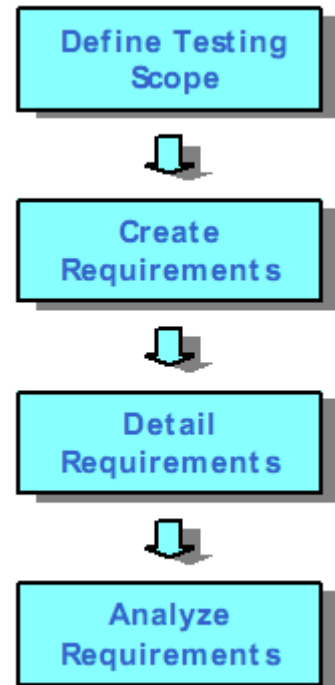 Define Testing
Scope
Create
Requirements
Detail
Requirements
Analyze
Requirements